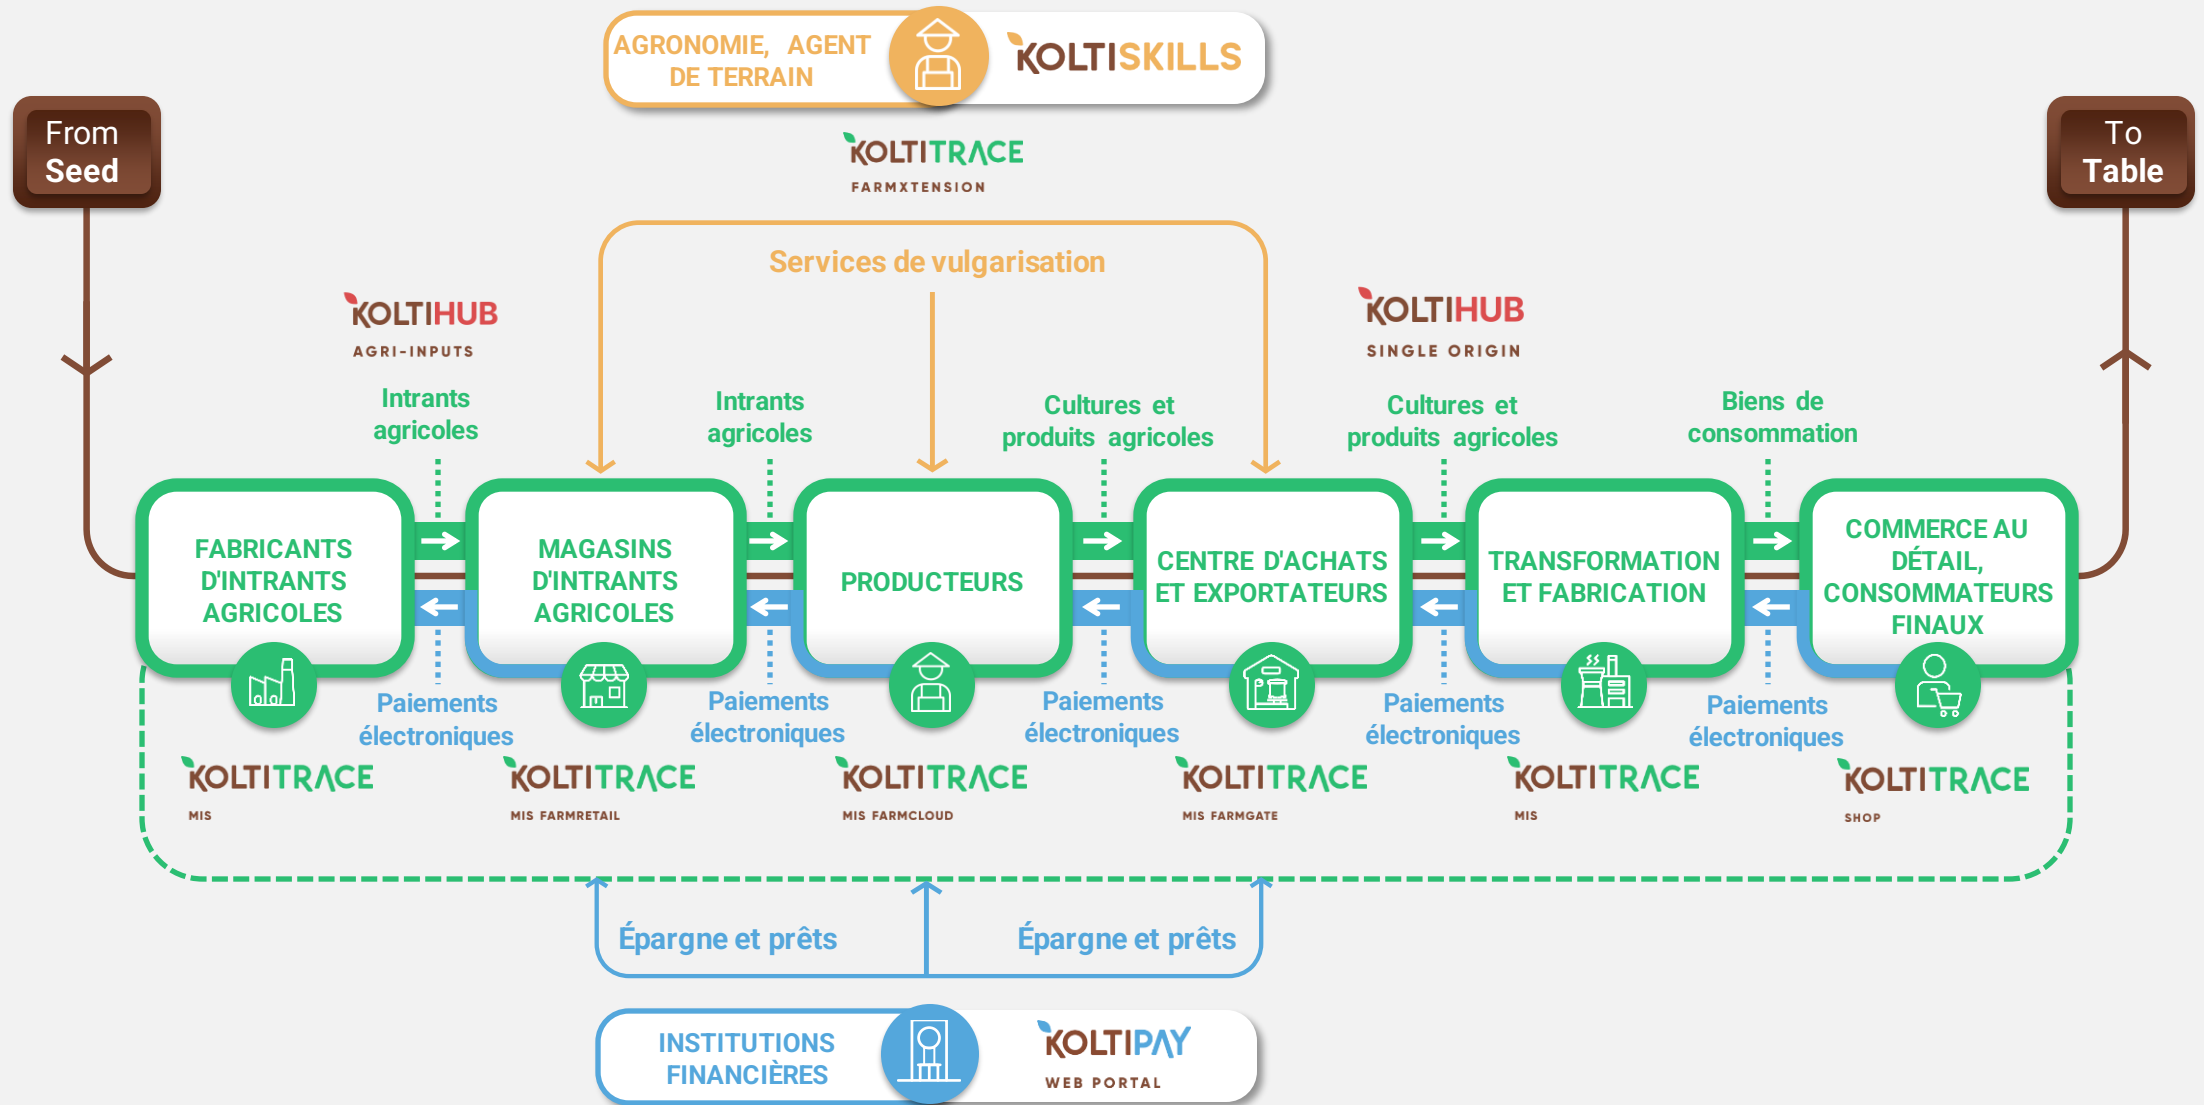 AGRONOMIE, AGENT
DE TERRAIN
KOLTISKILLS
From
Seed
To
Table
KOLTITRACE
FARMXTENSION
Services de vulgarisation
KOLTIHUB
AGRI-INPUTS
KOLTIHUB
SINGLE ORIGIN
Intrants
agricoles
Intrants
agricoles
Cultures et
produits agricoles
Cultures et
produits agricoles
Biens de
consommation
FABRICANTS
D'INTRANTS
AGRICOLES
MAGASINS
D'INTRANTS
AGRICOLES
PRODUCTEURS
CENTRE D'ACHATS
ET EXPORTATEURS
TRANSFORMATION
ET FABRICATION
COMMERCE AU
DÉTAIL,
CONSOMMATEURS
FINAUX
Paiements
électroniques
Paiements
électroniques
Paiements
électroniques
Paiements
électroniques
Paiements
électroniques
KOLTITRACE
MIS
KOLTITRACE
MIS FARMRETAIL
KOLTITRACE
MIS FARMCLOUD
KOLTITRACE
MIS FARMGATE
KOLTITRACE
MIS
KOLTITRACE
SHOP
Épargne et prêts
Épargne et prêts
INSTITUTIONS
FINANCIÈRES
KOLTIPAY
WEB PORTAL